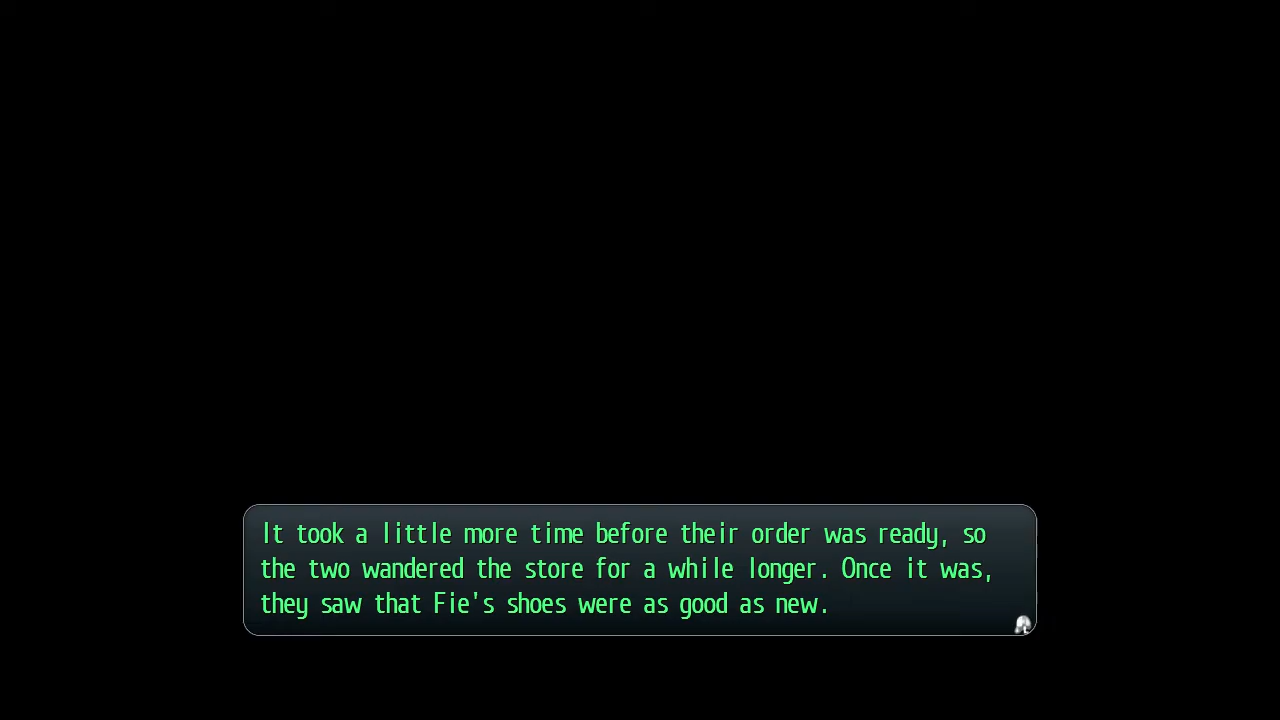 It took a little more time before their order was ready, so
the two wandered the store for a while longer. Once it was,
they saw that Fie's shoes were as good as new.